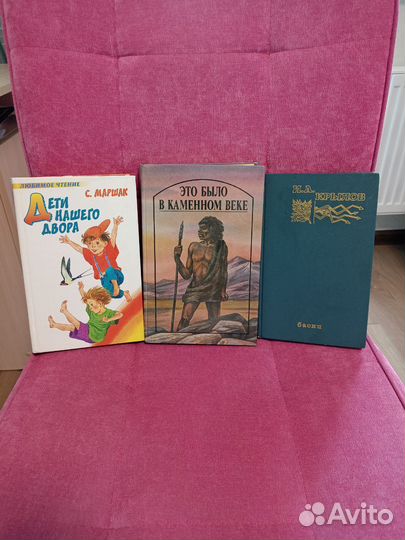 ЛЮБИМОЕ ЧТЕНИЕ
С. МАРШАК
ДЕТИ
НАШЕГО
ДВОРА
ЭТО БЫЛО
В КАМЕННОМ ВЕКЕ
И.А.
КРЫЛОВ
басни
Avito